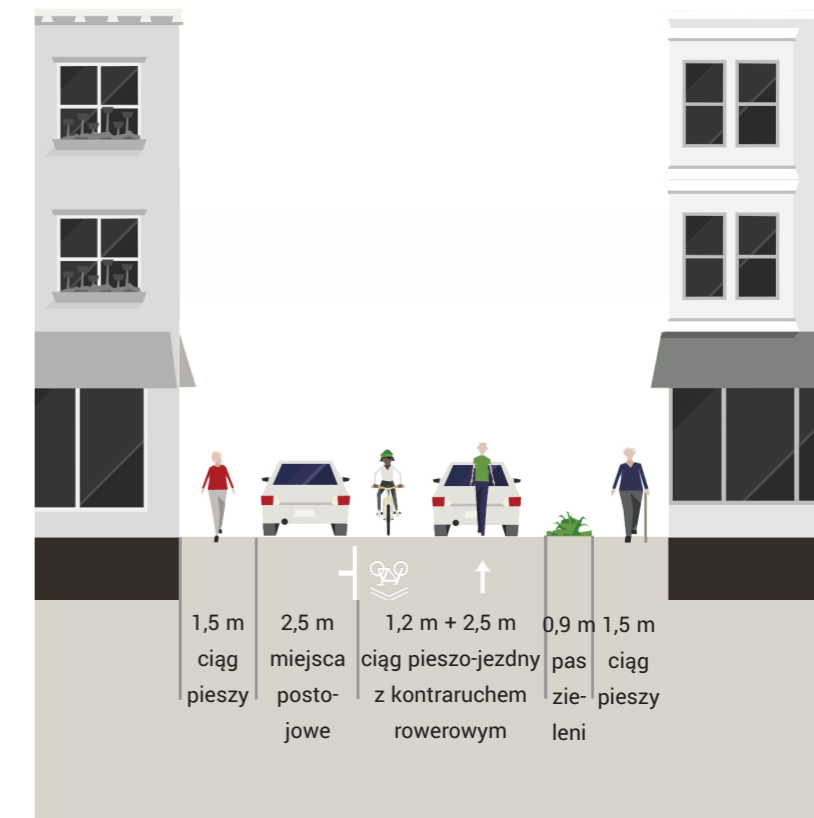 1,5 m
ciąg
pieszy
2,5 m
miejsca
posto-
jowe
1,2 m + 2,5 m
ciąg pieszo-jezdny
z kontraruchem
rowerowym
0,9 m
pas
zie-
leni
1,5 m
ciąg
pieszy